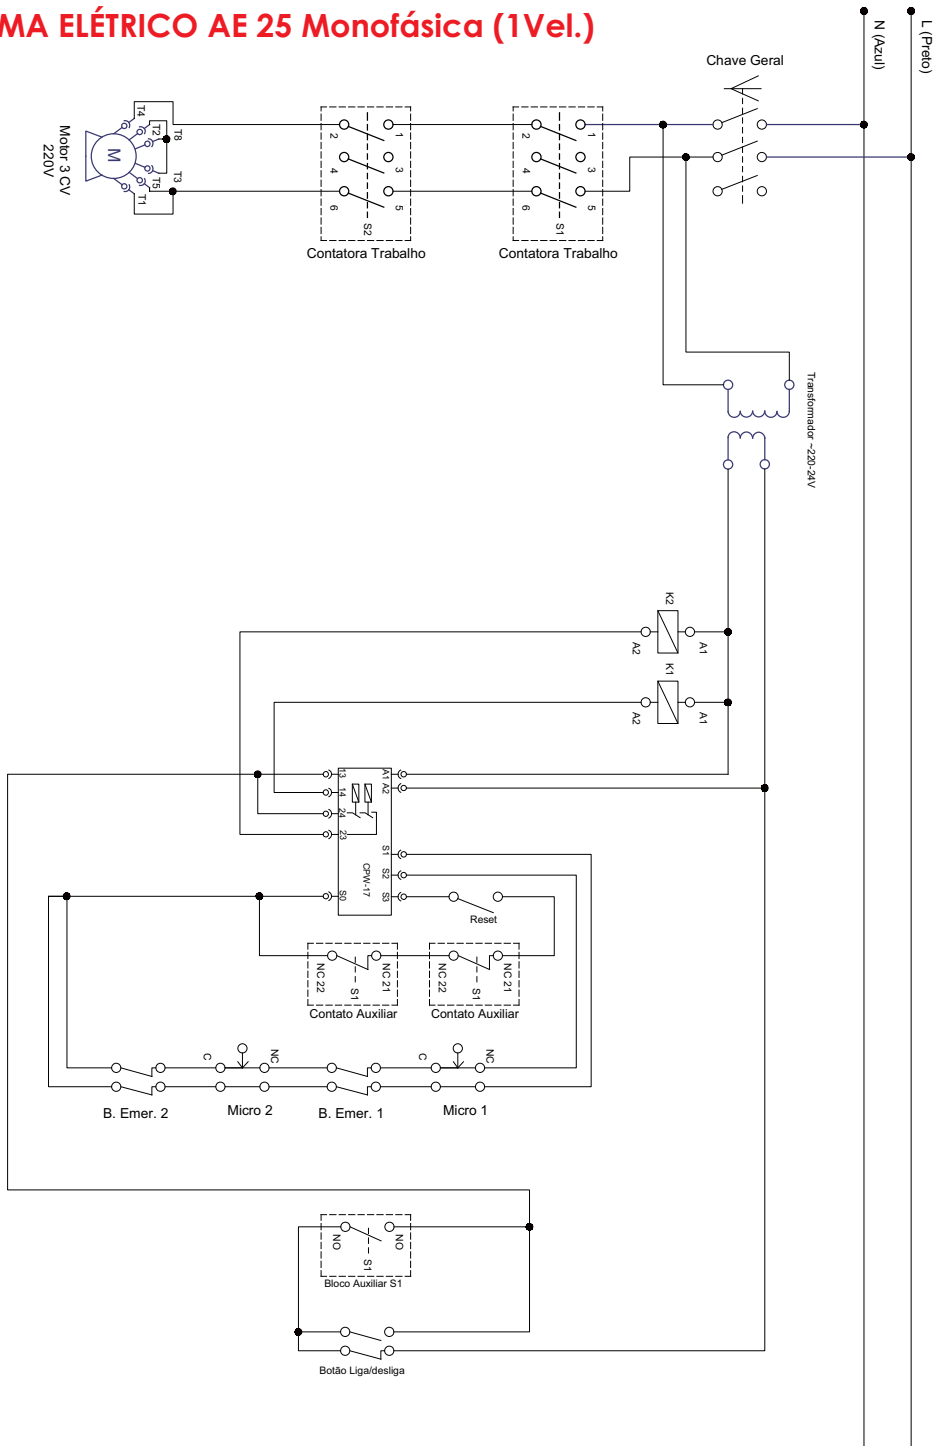 MA ELÉTRICO AE 25 Monofásica (1Vel.)
N (Azul)
L (Preto)
Chave Geral
T4
T2
T8
M
T3
T5
T1
Motor 3 CV
220V
2
1
4
3
6
5
S2
Contatora Trabalho
2
1
4
3
6
5
S1
Contatora Trabalho
Transformador ~220-24V
K2
A2
A1
K1
A2
A1
13
14
24
23
S0
A1
A2
S1
S2
S3
CPW-17
Reset
NC 22
NC 21
S1
Contato Auxiliar
NC 22
NC 21
S1
Contato Auxiliar
C
NC
C
NC
B. Emer. 2
Micro 2
B. Emer. 1
Micro 1
NO
NO
S1
Bloco Auxiliar S1
Botão Liga/desliga